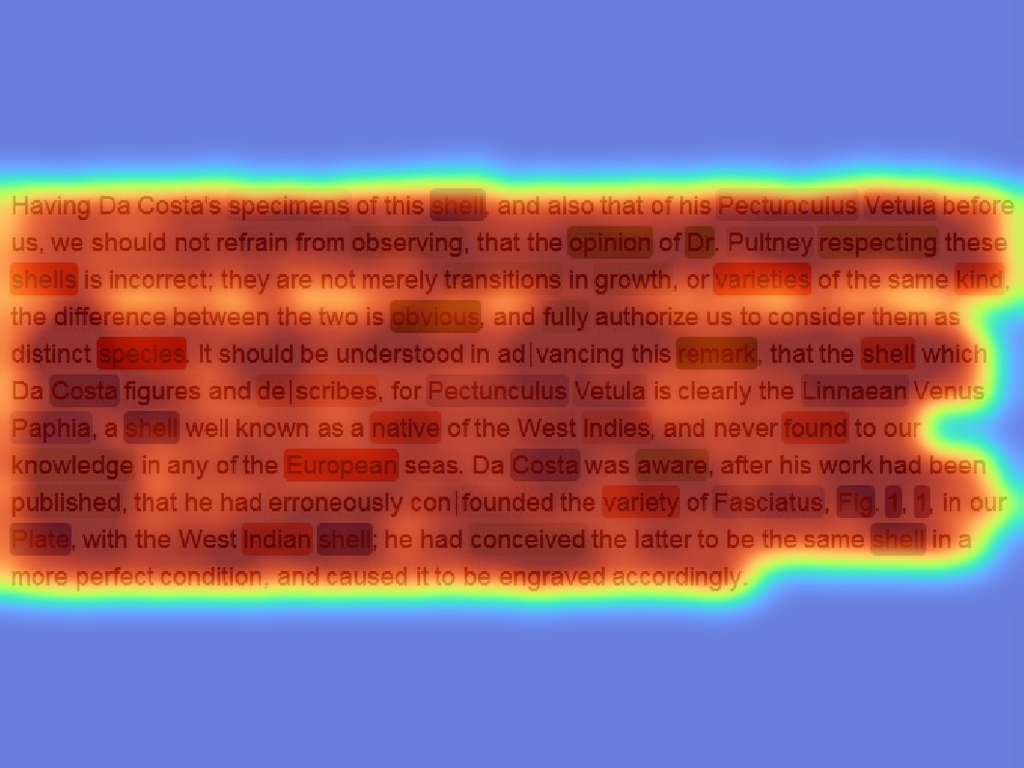 Having Da Costa's specimens of this shell, and also that of his Pectunculus Vetula before
us, we should not refrain from observing, that the opinion of Dr. Pultney respecting these
shells is incorrect; they are not merely transitions in growth, or varieties of the same kind,
the difference between the two is obvious, and fully authorize us to consider them as
distinct species. It should be understood in ad|vancing this remark, that the shell which
Da Costa figures and de|scribes, for Pectunculus Vetula is clearly the Linnaean Venus
Paphia, a shell well known as a native of the West Indies, and never found to our
knowledge in any of the European seas. Da Costa was aware, after his work had been
published, that he had erroneously con|founded the variety of Fasciatus, Fig. 1, 1, in our
Plate, with the West Indian shell; he had conceived the latter to be the same shell in a
more perfect condition, and caused it to be engraved accordingly.